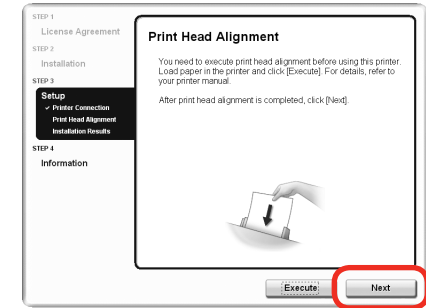 STEP 1
License Agreement
STEP 2
Installation
STEP 3
Setup
✓ Printer Connection
Print Head Alignment
Installation Results
STEP 4
Information
Print Head Alignment
You need to execute print head alignment before using this printer.
Load paper in the printer and click [Execute]. For details, refer to
your printer manual.
After print head alignment is completed, click [Next].
Execute
Next